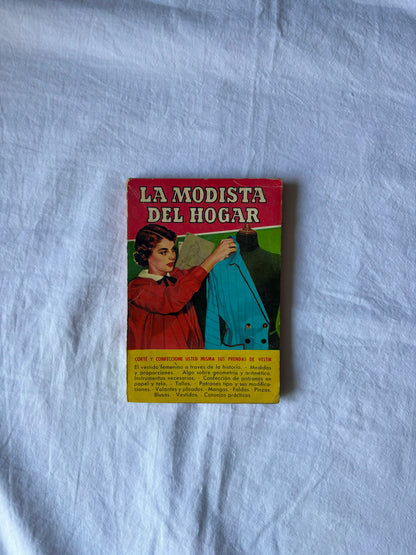 LA MODISTA
DEL HOGAR
CORTE Y CONFECCIONE USTED MISMA SUS PRENDAS DE VESTIR
El vestido femenino a través de la historia. - Medidas
y proporciones. - Algo sobre geometría y aritmética.
Instrumentos necesarios. - Confección de patrones en
papel y tela. - Tallas. - Patrones tipo y sus modifica-
ciones. - Volantes y plisados. - Mangas. - Faldas. - Pinzas.
Blusas. - Vestidos. - Consejos prácticos.